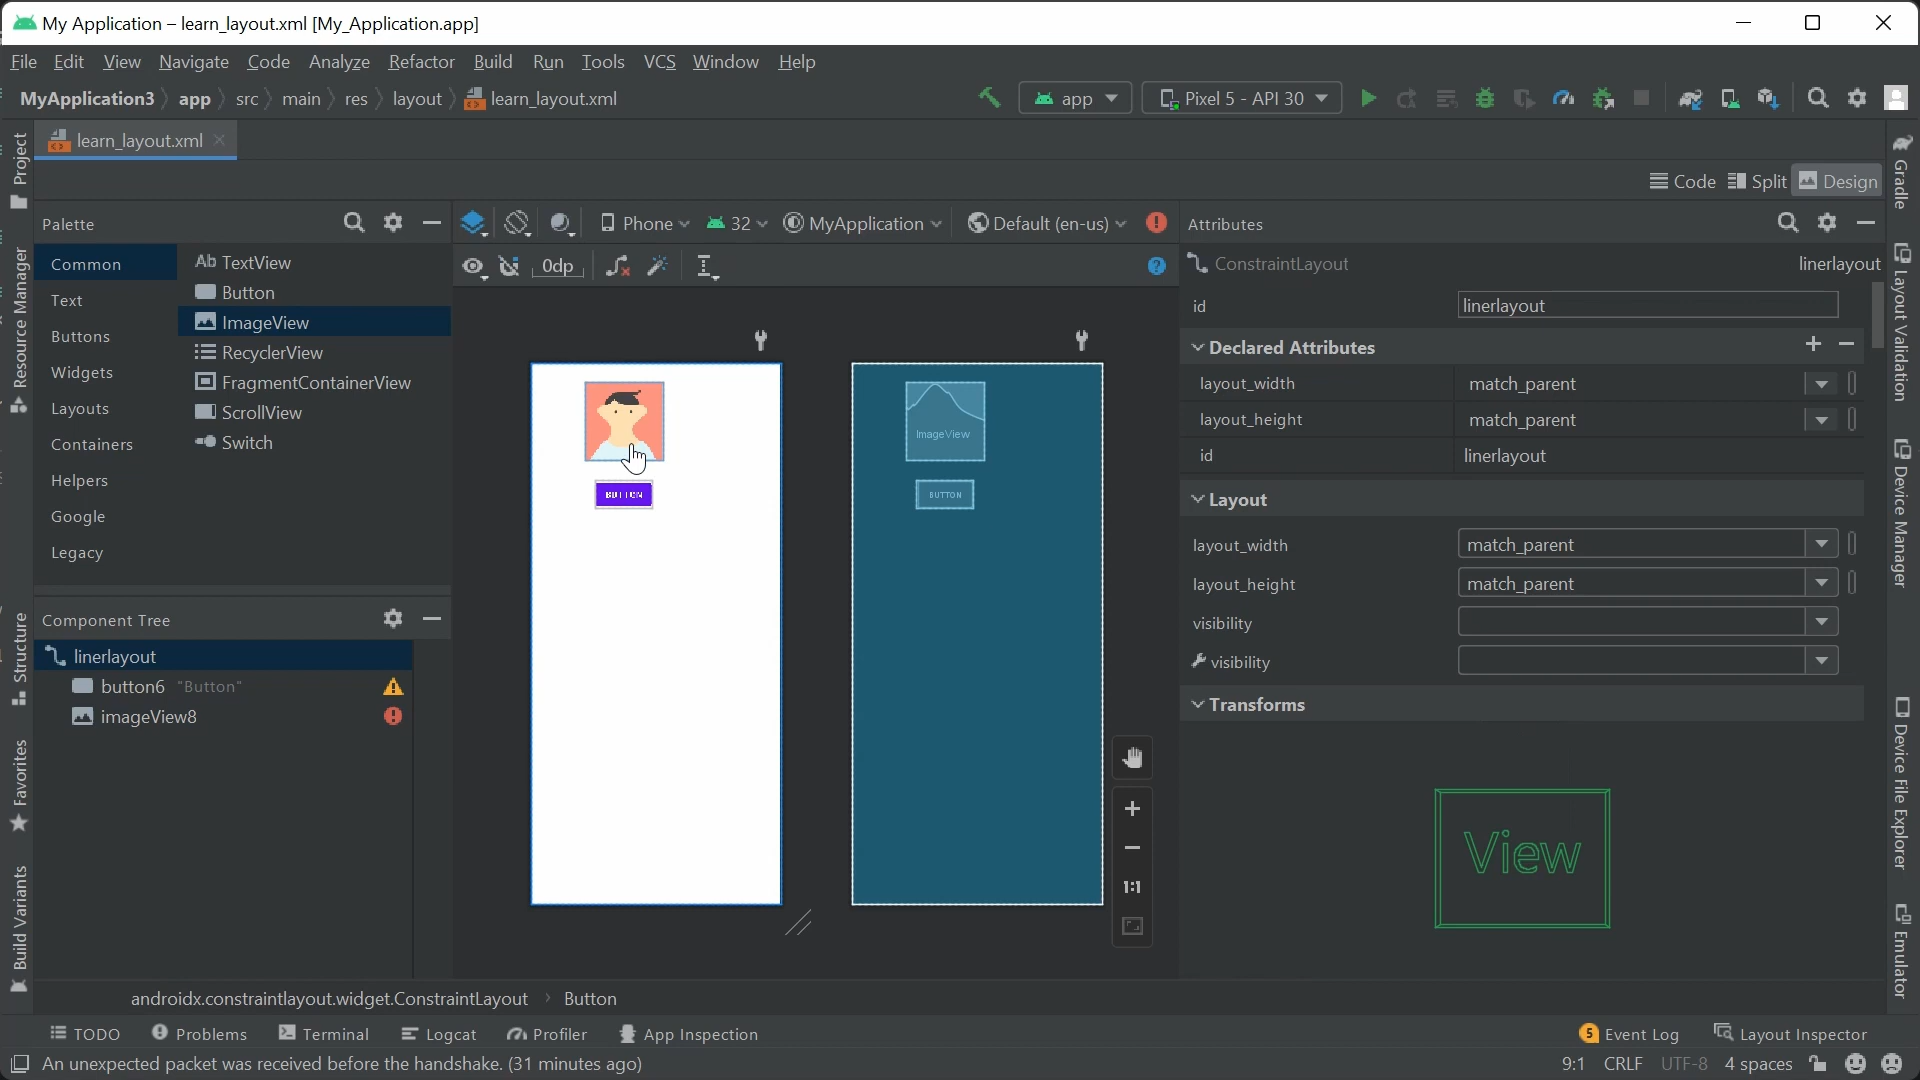 My Application – learn_layout.xml [My_Application.app]
File Edit View Navigate Code Analyze Refactor Build Run Tools VCS Window Help
MyApplication3 app src main res layout learn_layout.xml
app Pixel 5 - API 30
learn_layout.xml
Code Split Design
Project
Resource Manager
Structure
Favorites
Build Variants
Palette
Common
Text
Buttons
Widgets
Layouts
Containers
Helpers
Google
Legacy
Ab TextView
Button
ImageView
RecyclerView
FragmentContainerView
ScrollView
Switch
Component Tree
linerlayout
button6 "Button"
imageView8
Phone 32 MyApplication Default (en-us)
0dp
BUTTON
ImageView
BUTTON
1:1
Attributes
ConstraintLayout linerlayout
id linerlayout
Declared Attributes
layout_width match_parent
layout_height match_parent
id linerlayout
Layout
layout_width match_parent
layout_height match_parent
visibility
visibility
Transforms
View
Gradle
Layout Validation
Device Manager
Device File Explorer
Emulator
androidx.constraintlayout.widget.ConstraintLayout Button
TODO Problems Terminal Logcat Profiler App Inspection 5 Event Log Layout Inspector
An unexpected packet was received before the handshake. (31 minutes ago) 9:1 CRLF UTF-8 4 spaces